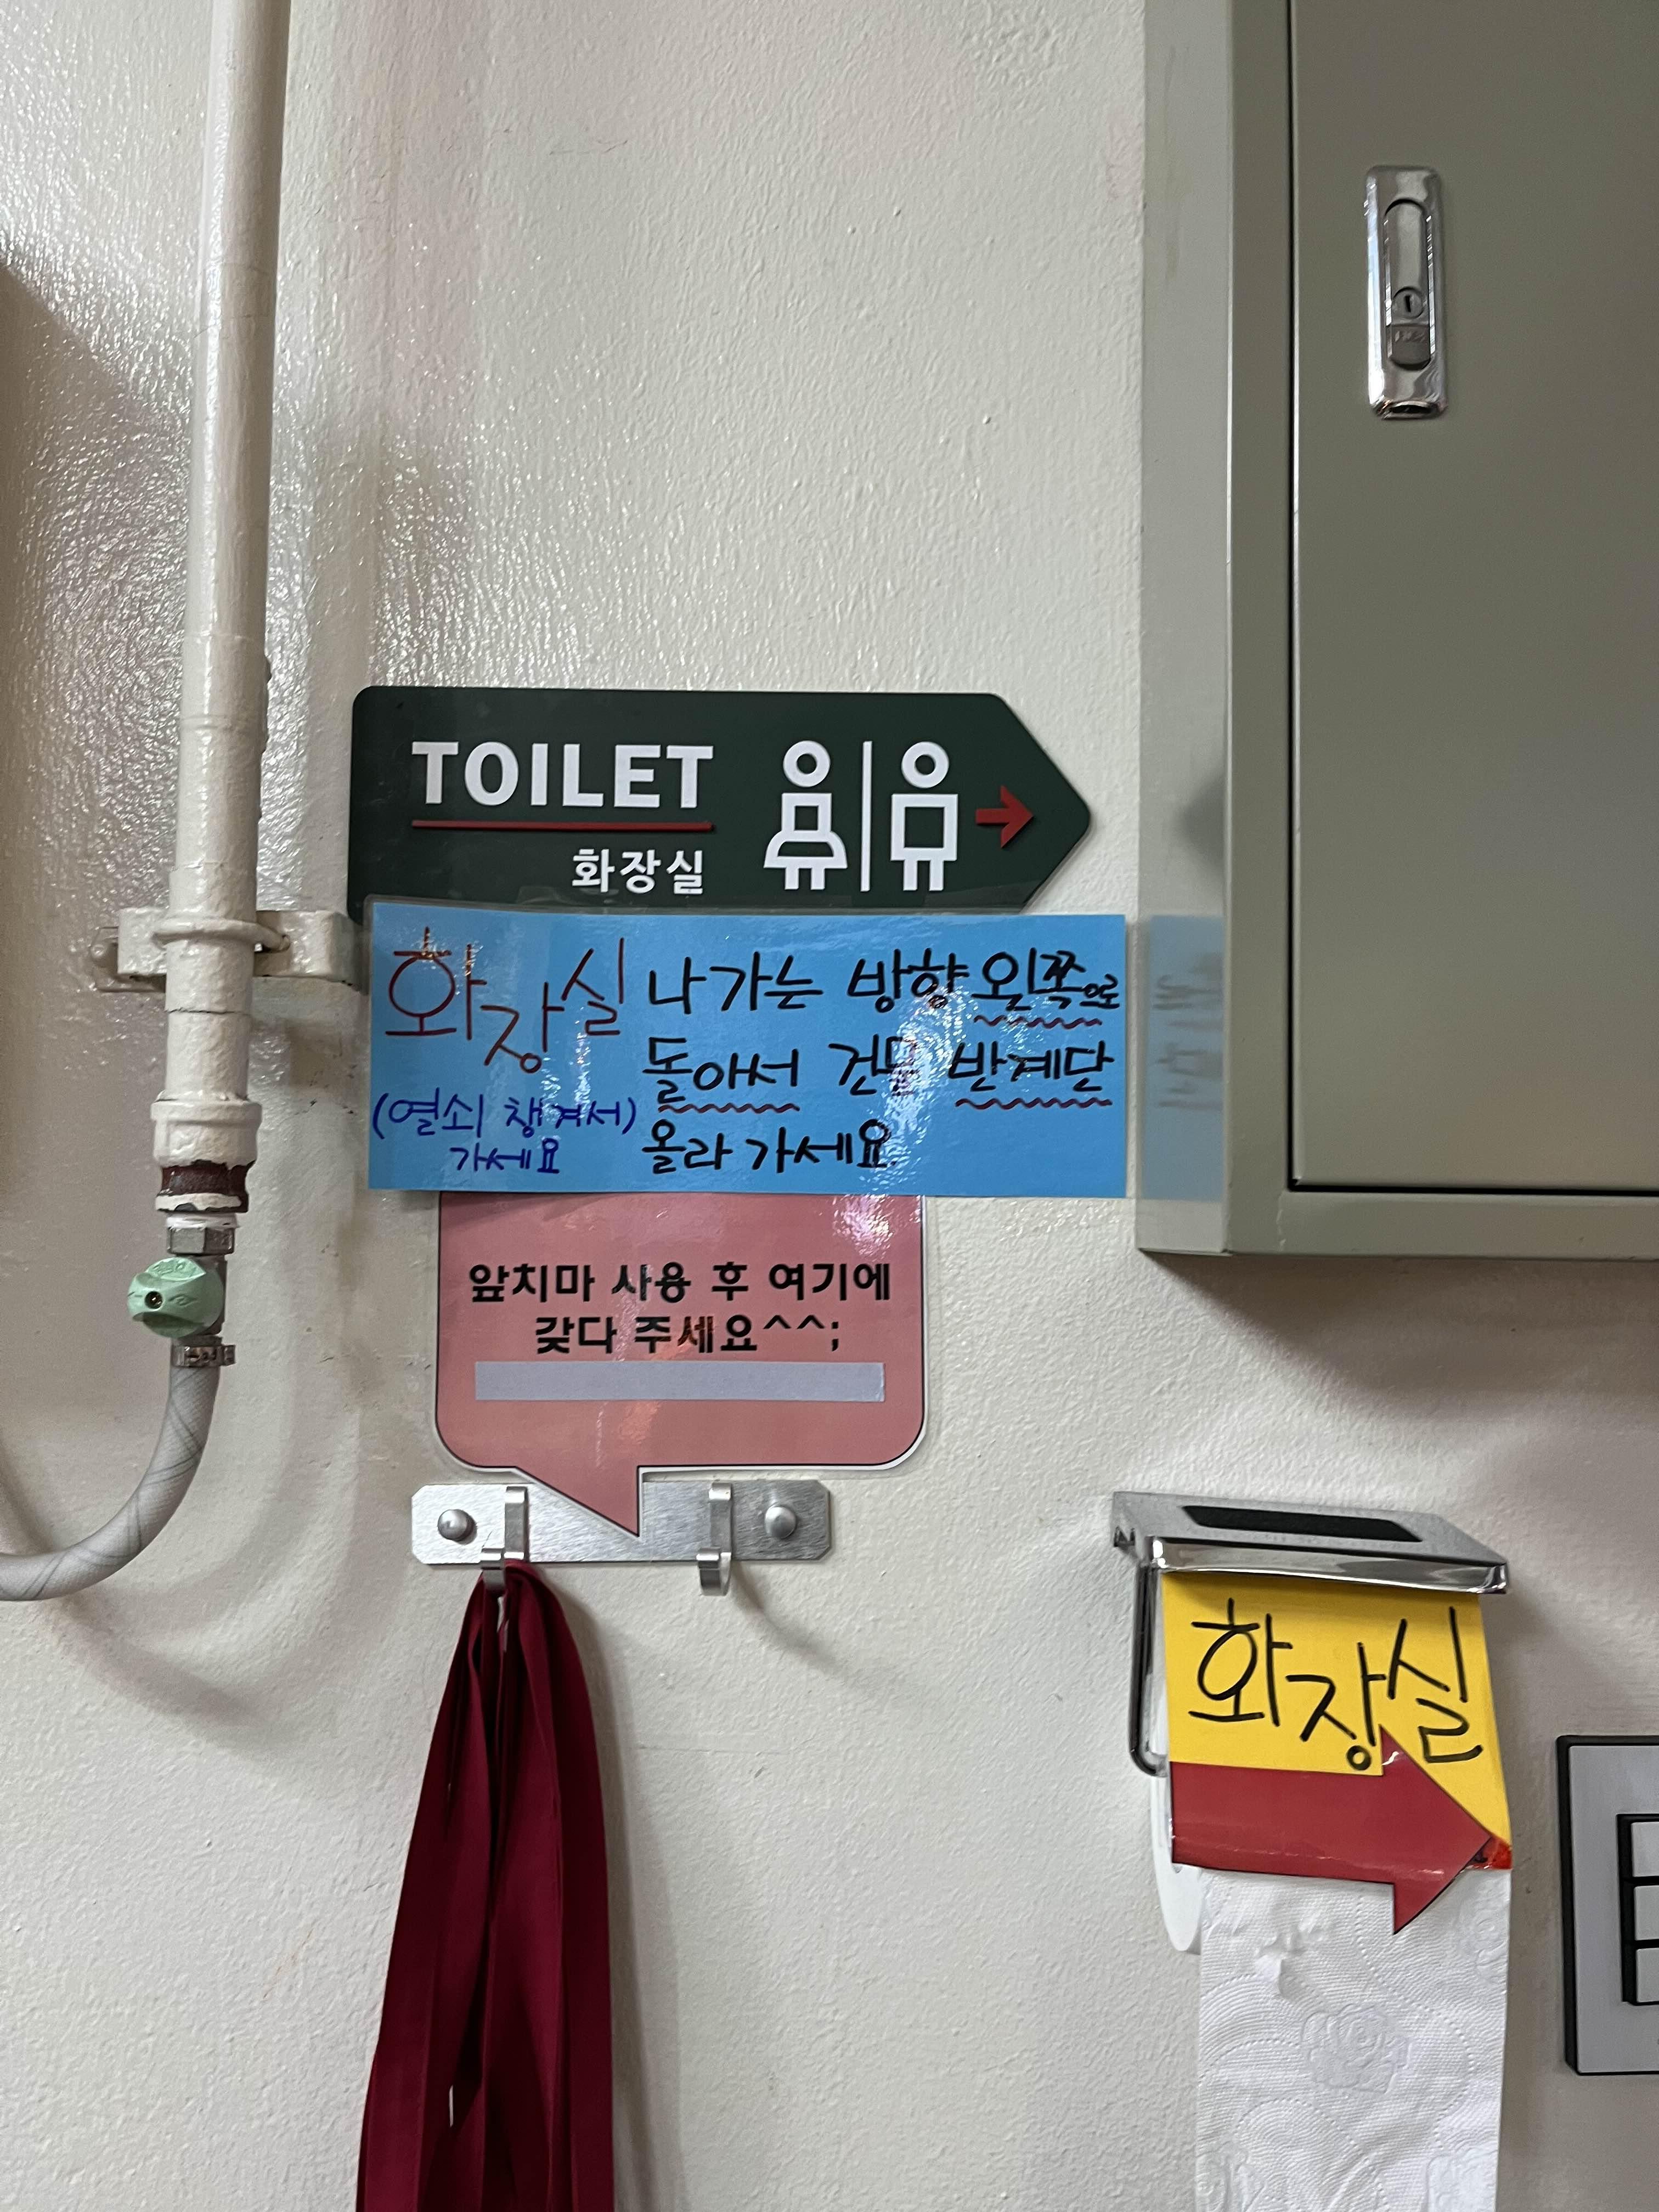 TOILET
화장실
화장실 나가는 방향 왼쪽으로
돌아서 건물 반계단
올라 가세요
(열쇠 챙겨서)
가세요
앞치마 사용 후 여기에
갖다 주세요^^;
화장실